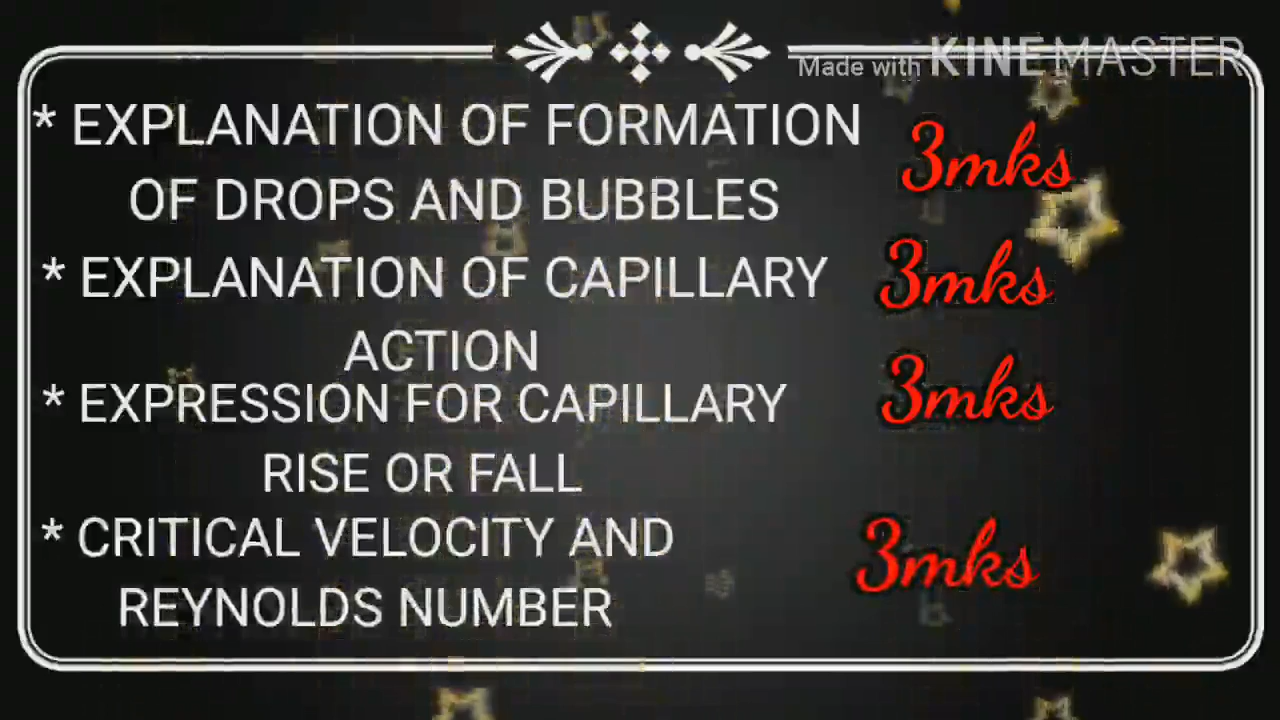 Made with KINEMASTER
* EXPLANATION OF FORMATION
OF DROPS AND BUBBLES
3mks
* EXPLANATION OF CAPILLARY
ACTION
3mks
* EXPRESSION FOR CAPILLARY
RISE OR FALL
3mks
* CRITICAL VELOCITY AND
REYNOLDS NUMBER
3mks